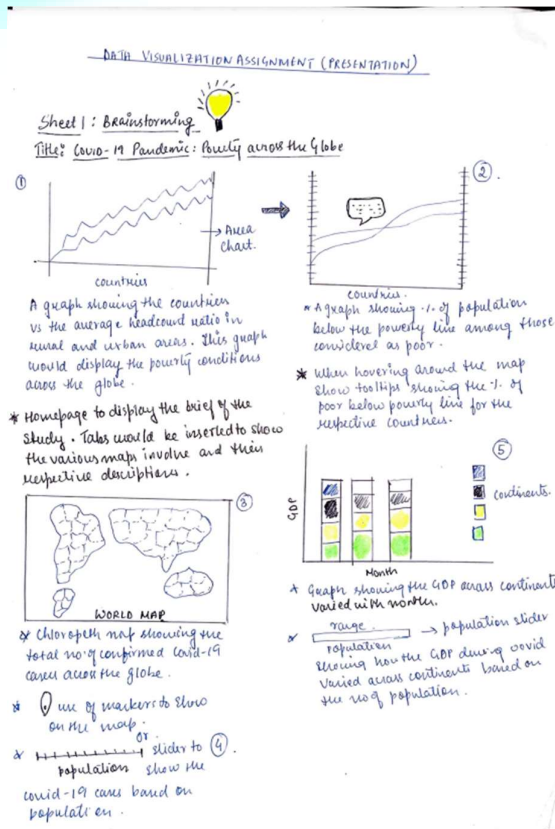 DATA VISUALIZATION ASSIGNMENT (PRESENTATION)
Sheet 1: Brainstorming
Title: Covid-19 Pandemic: Poverty across the Globe
1
Area
Chart.
countries
A graph showing the countries
vs the average headcount ratio in
rural and urban areas. This graph
would display the poverty conditions
across the globe.
* Homepage to display the brief of the
study. Tabs would be inserted to show
the various maps involve and their
respective descriptions.
2
countries.
* A graph showing % of population
below the poverty line among those
considered as poor.
* When hovering around the map
show tooltips showing the % of
poor below poverty line for the
respective countries.
3
WORLD MAP
* Chloropeth map showing the
total no of confirmed covid-19
cases across the globe.
* use of markers to show
on the map.
or
* slider to 4.
population show the
covid-19 cases based on
population.
5
GDP
continents.
Month
* Graph showing the GDP across continents
varied with month.
* range → population slider
population
showing how the GDP during covid
varied across continents based on
the no of population.